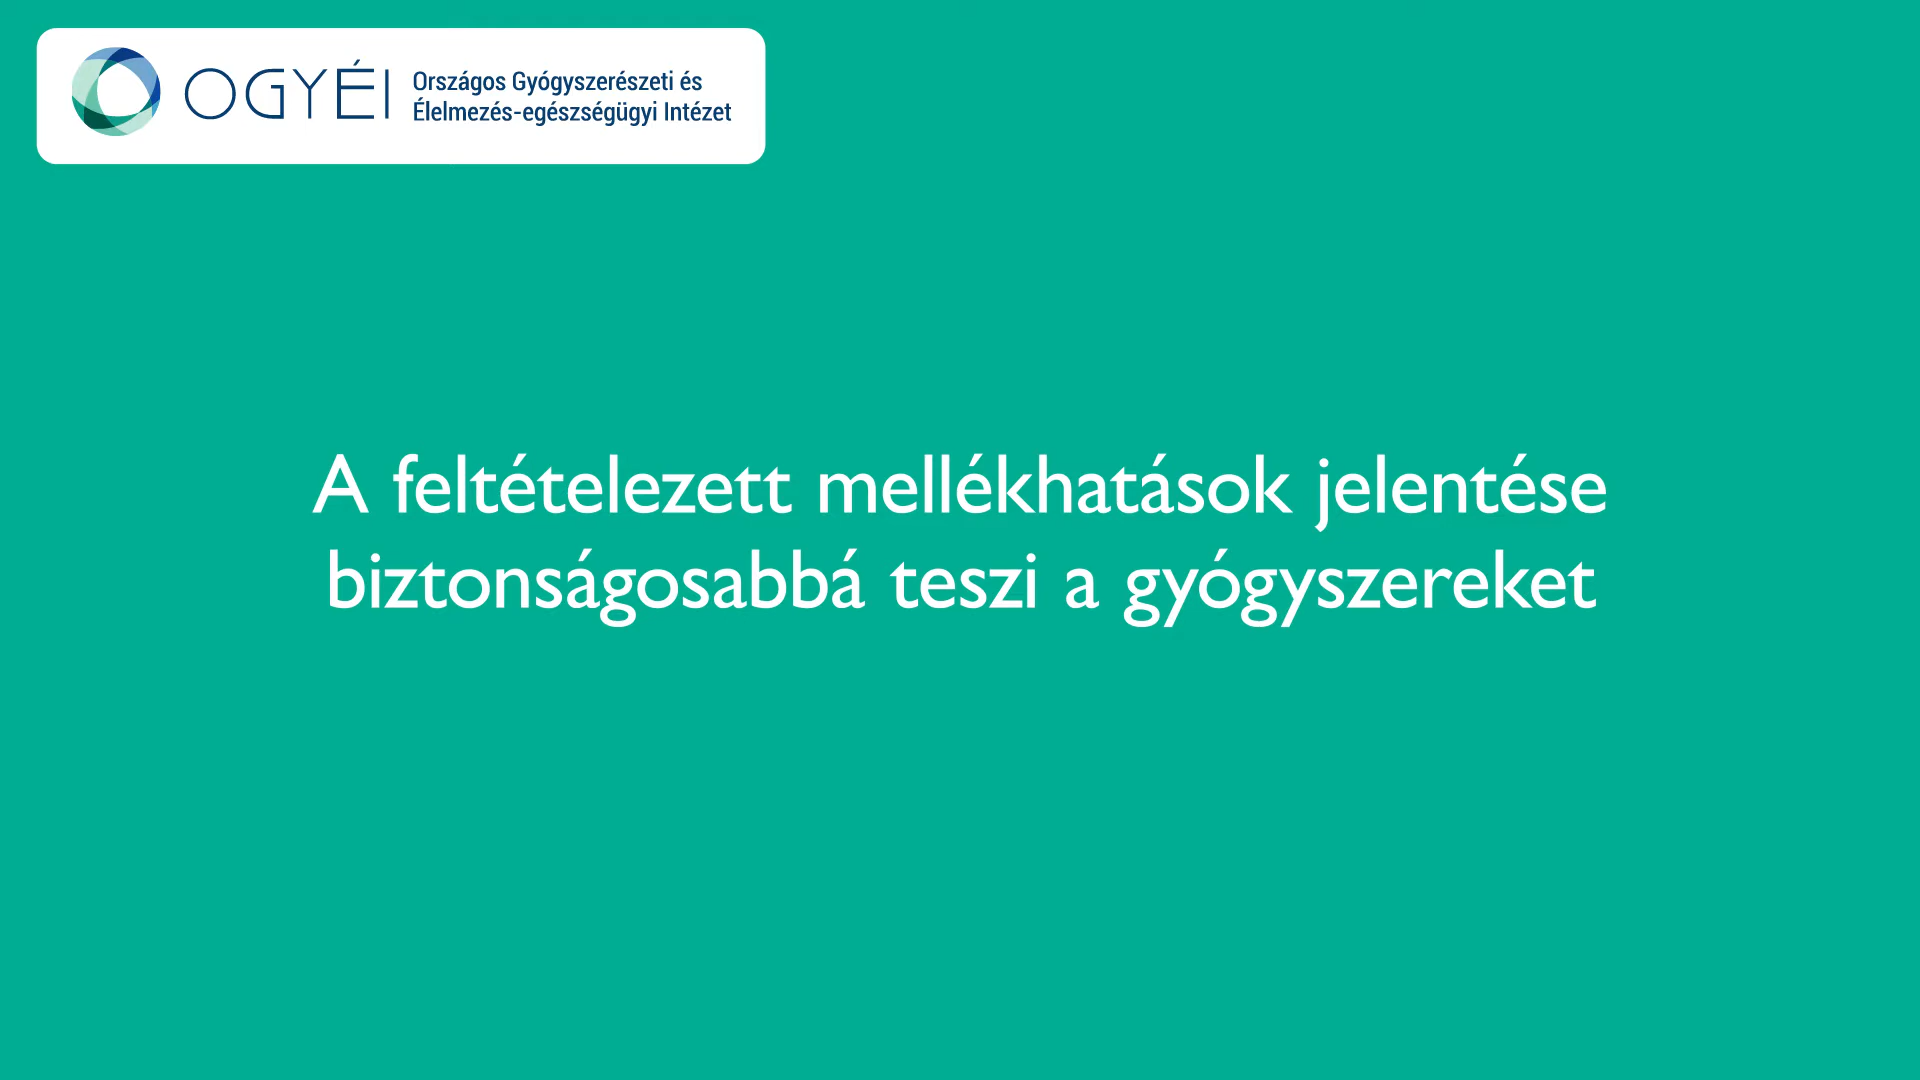 OGYÉI
Országos Gyógyszerészeti és
Élelmezés-egészségügyi Intézet
A feltételezett mellékhatások jelentése
biztonságosabbá teszi a gyógyszereket